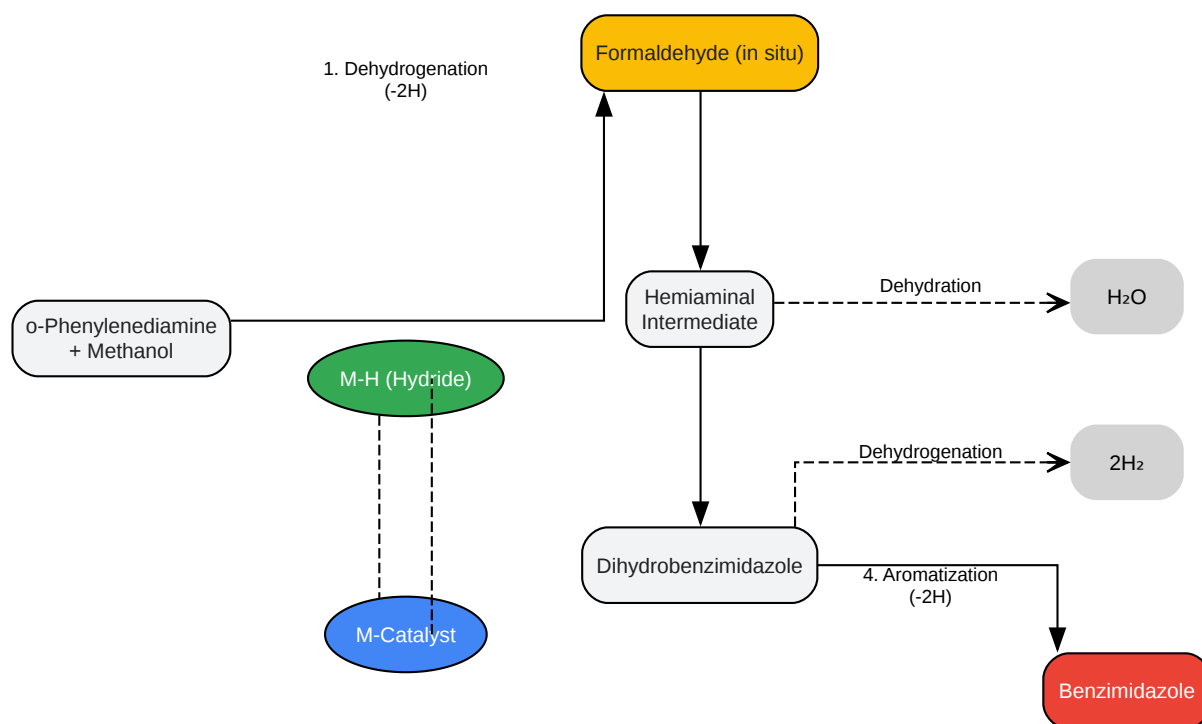 Formaldehyde (in situ)
1. Dehydrogenation
(-2H)
Hemiaminal
Intermediate
Dehydration
H₂O
o-Phenylenediamine
+ Methanol
M-H (Hydride)
Dehydrogenation
2H₂
Dihydrobenzimidazole
4. Aromatization
(-2H)
M-Catalyst
Benzimidazole